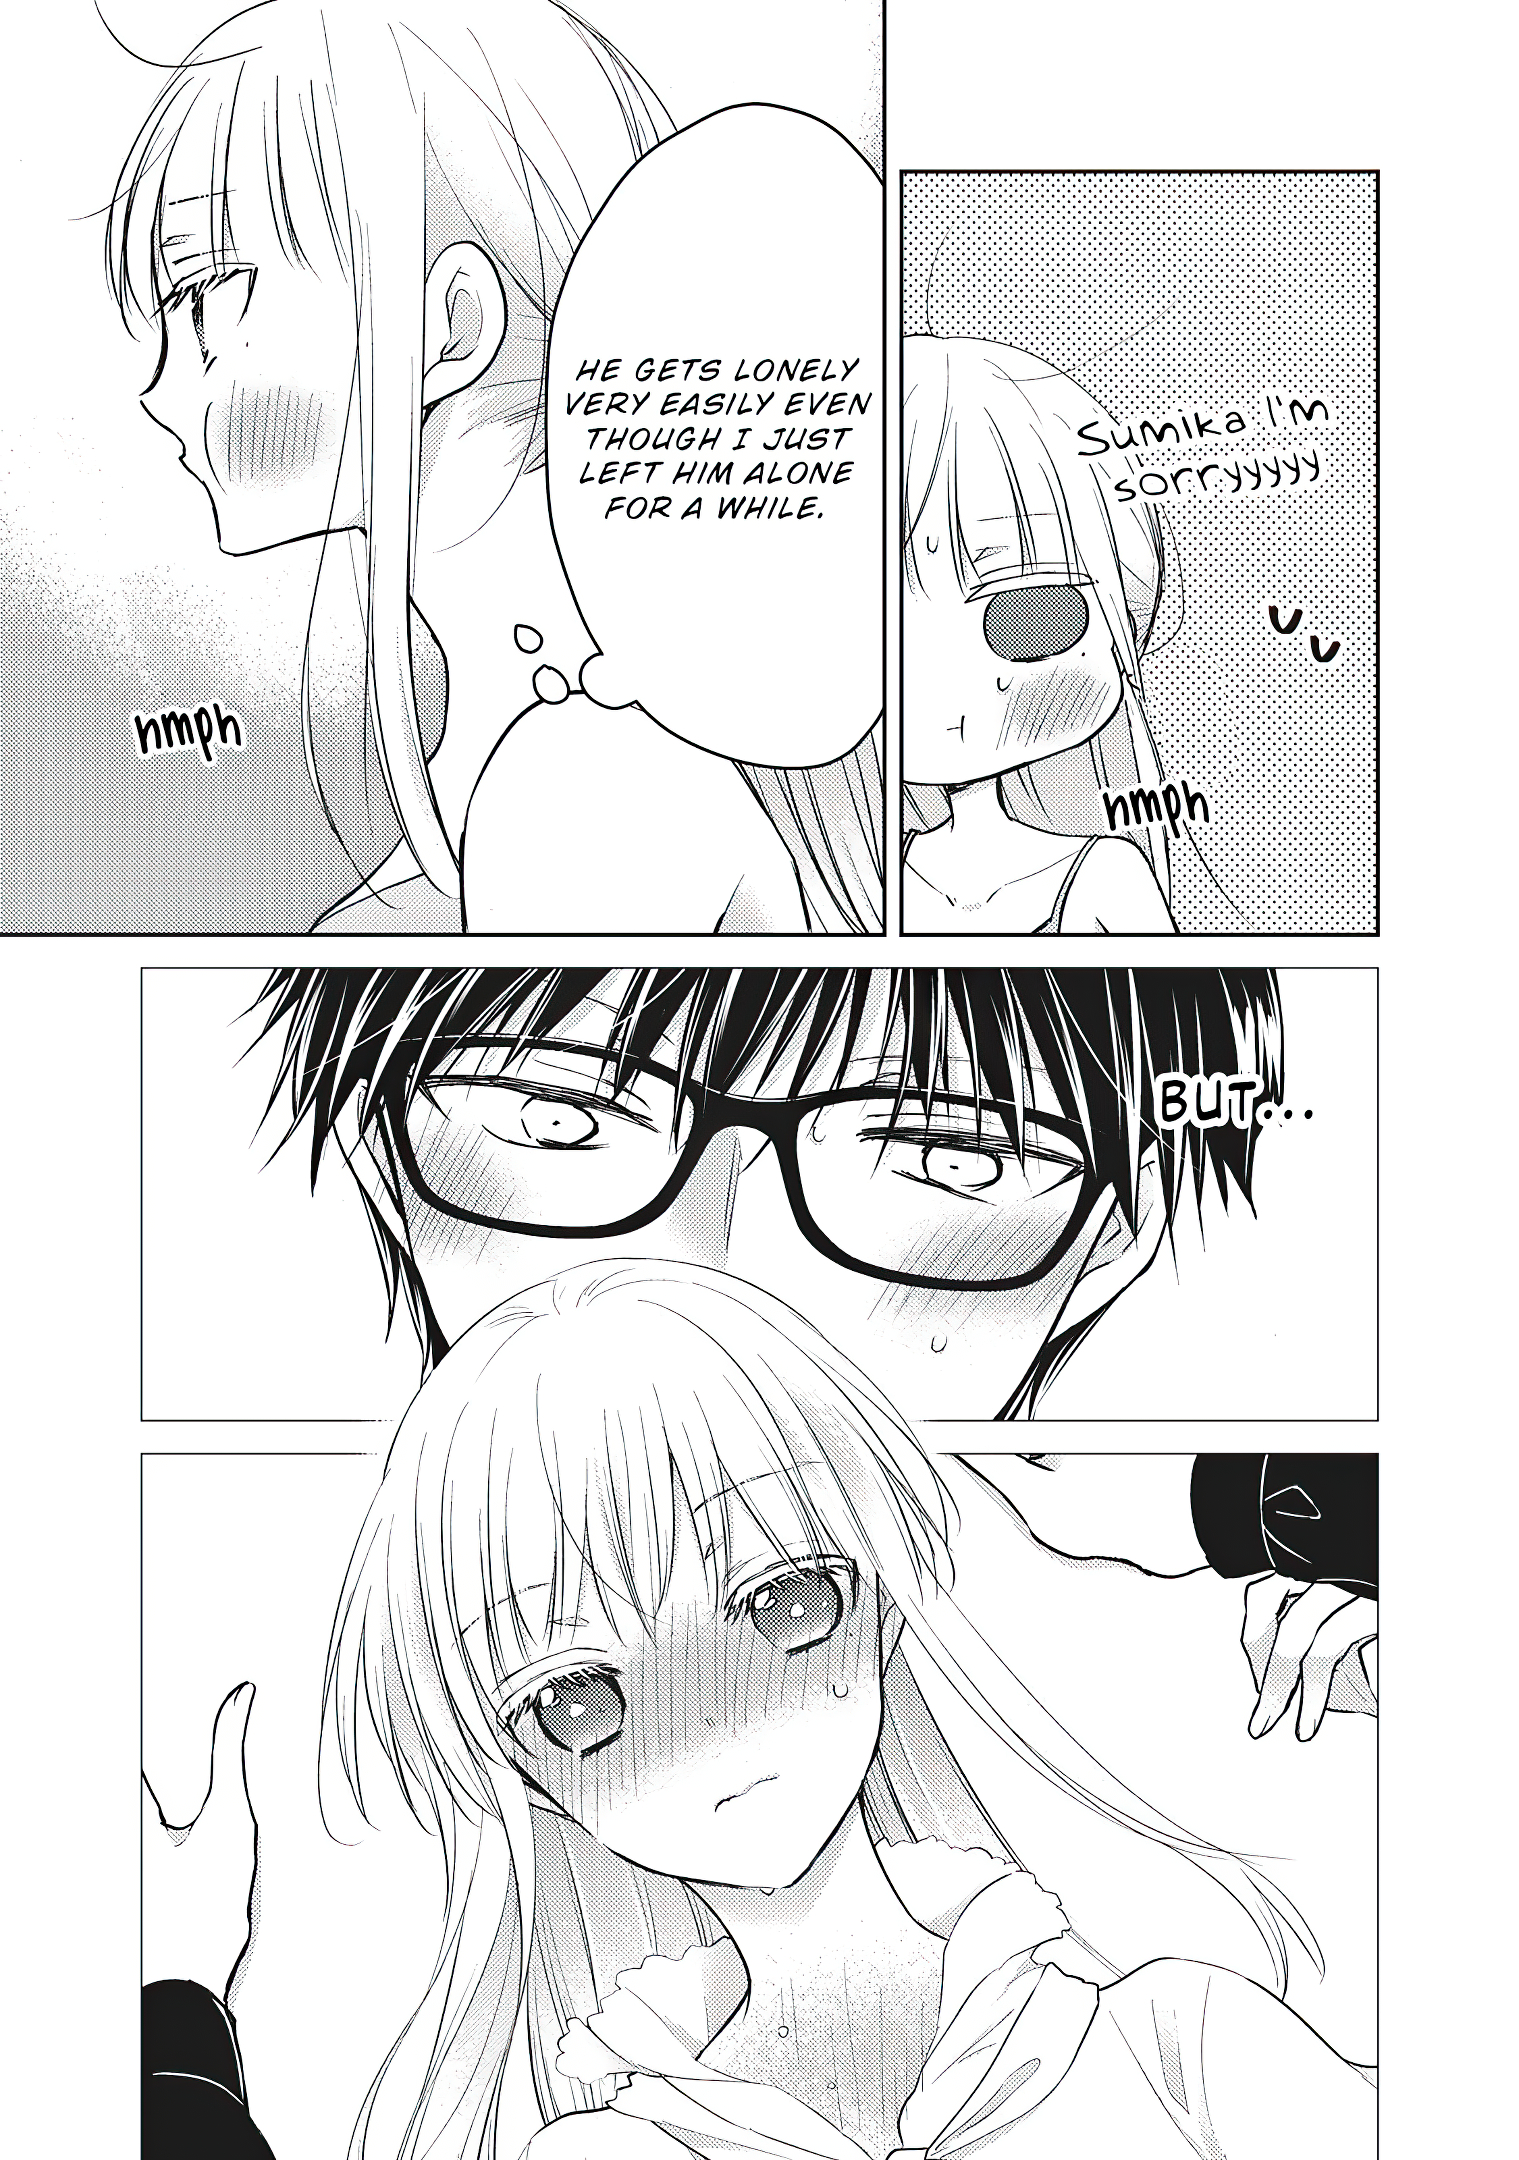 Sumika I'm
sorryyyyy
hmph
HE GETS LONELY
VERY EASILY EVEN
THOUGH I JUST
LEFT HIM ALONE
FOR A WHILE.
hmph
BUT...